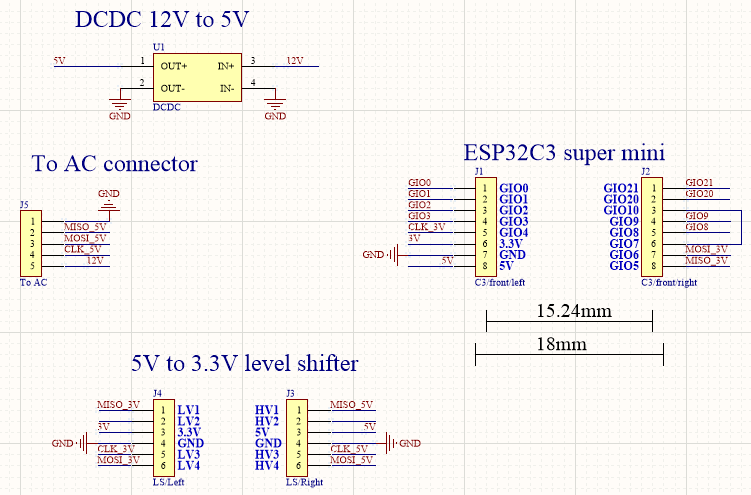 DCDC 12V to 5V
U1
5V 1 OUT+ IN+ 3 12V
2 OUT- IN- 4
DCDC
GND GND
To AC connector
GND
J5
1
2 MISO_5V
3 MOSI_5V
4 CLK_5V
5 12V
To AC
ESP32C3 super mini
J1
GIO0 1 GIO0
GIO1 2 GIO1
GIO2 3 GIO2
GIO3 4 GIO3
CLK_3V 5 GIO4
3V 6 3.3V
GND 7 GND
5V 8 5V
C3/front/left
J2
GIO21 1 GIO21
GIO20 2 GIO20
GIO10 3
GIO9 4 GIO9
GIO8 5 GIO8
GIO7 6
GIO6 7 MOSI_3V
GIO5 8 MISO_3V
C3/front/right
15.24mm
18mm
5V to 3.3V level shifter
J4
MISO_3V 1 LV1
2 LV2
3V 3 3.3V
GND 4 GND
CLK_3V 5 LV3
MOSI_3V 6 LV4
LS/Left
J3
HV1 1 MISO_5V
HV2 2
5V 3 5V
GND 4 GND
HV3 5 CLK_5V
HV4 6 MOSI_5V
LS/Right